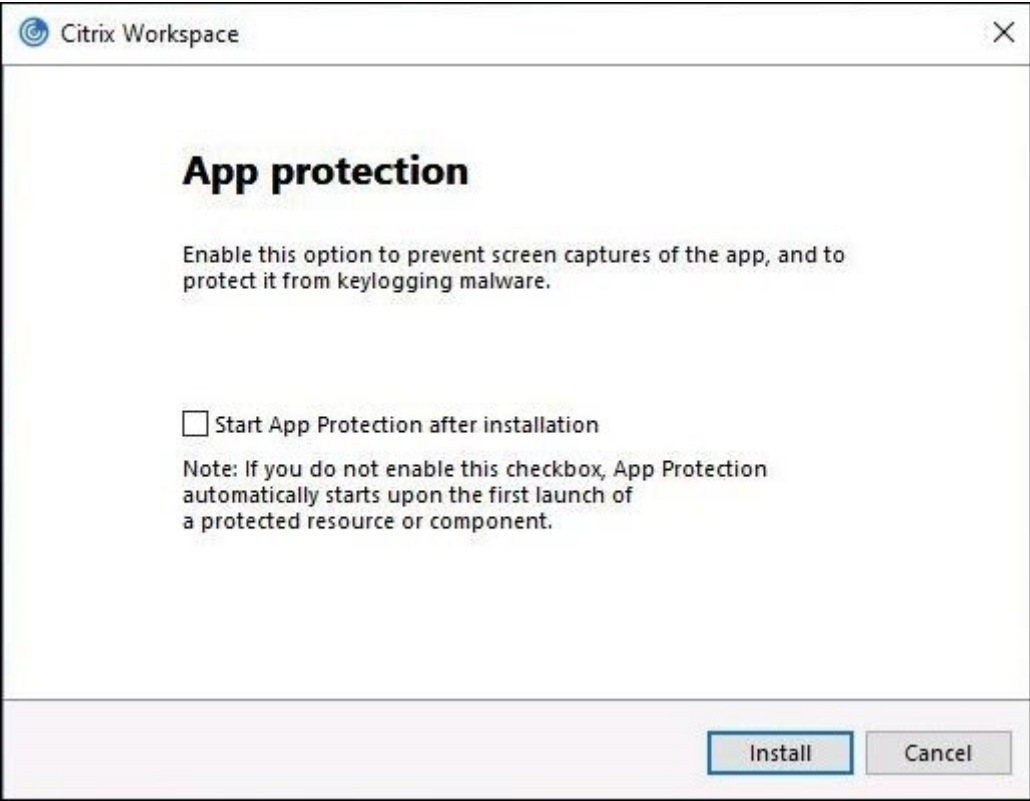 Citrix Workspace
App protection
Enable this option to prevent screen captures of the app, and to
protect it from keylogging malware.
Start App Protection after installation
Note: If you do not enable this checkbox, App Protection
automatically starts upon the first launch of
a protected resource or component.
Install
Cancel